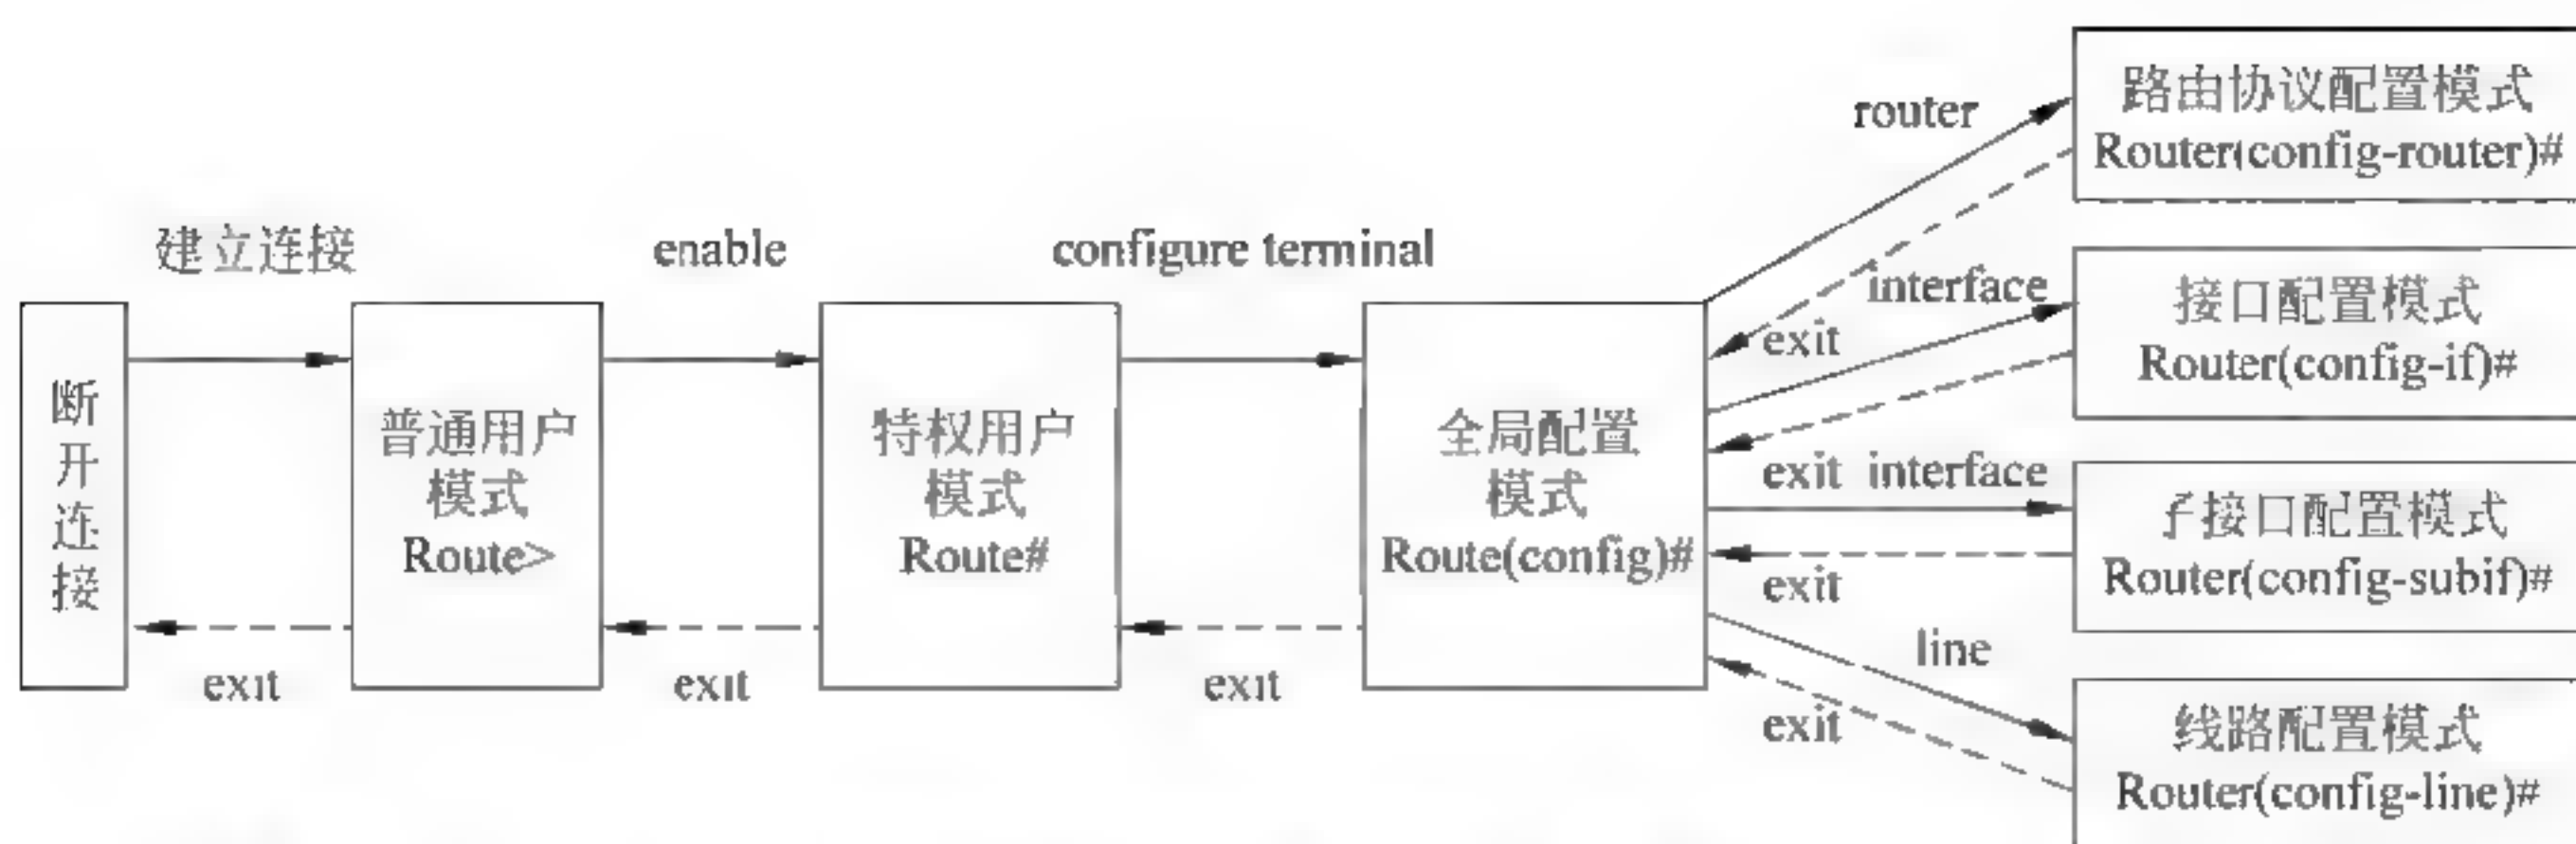 建立连接
enable
configure terminal
断
开
连
接
普通用户
模式
Route>
特权用户
模式
Route#
全局配置
模式
Route(config)#
exit
exit
exit
router
exit
interface
exit interface
exit
line
exit
路由协议配置模式
Router(config-router)#
接口配置模式
Router(config-if)#
子接口配置模式
Router(config-subif)#
线路配置模式
Router(config-line)#